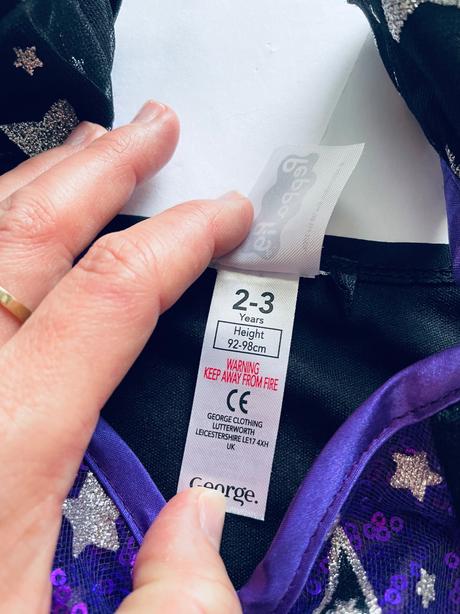 Peppa Pig
2-3
Years
Height
92-98cm
WARNING
KEEP AWAY FROM FIRE
CE
GEORGE CLOTHING
LUTTERWORTH
LEICESTERSHIRE LE17 4XH
UK
George.